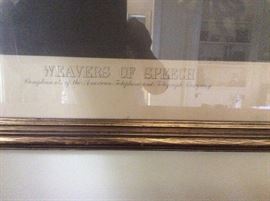 WEAVERS OF SPEECH
Compliments of the American Telephone and Telegraph Company